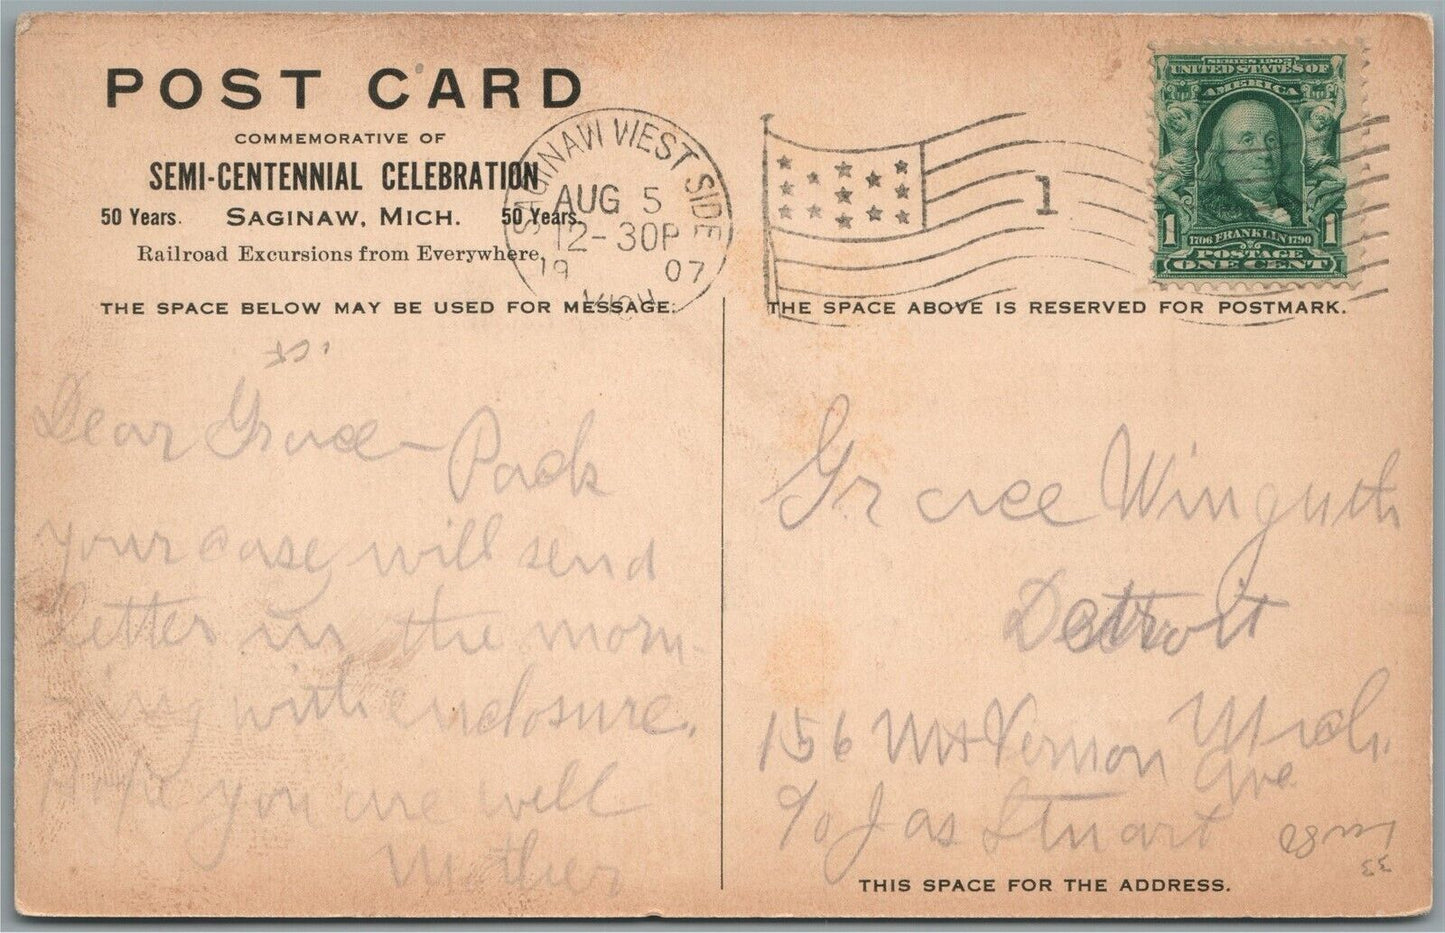 POST CARD
COMMEMORATIVE OF
SEMI-CENTENNIAL CELEBRATION
50 Years. SAGINAW, MICH. 50 Years.
Railroad Excursions from Everywhere.
THE SPACE BELOW MAY BE USED FOR MESSAGE.
Dear Grace— Pack
your case, will send
letter in the morn-
ing with enclosure.
Hope you are well
Mother
SAGINAW WEST SIDE
AUG 5
12-30P
19 07
MICH
1
SERIES 1902
UNITED STATES OF
AMERICA
1 1706 FRANKLIN 1790 1
POSTAGE
ONE CENT
THE SPACE ABOVE IS RESERVED FOR POSTMARK.
Grace Winguth
Detroit
Mich.
156 Mt Vernon Ave
c/o Jas Stuart
33
THIS SPACE FOR THE ADDRESS.